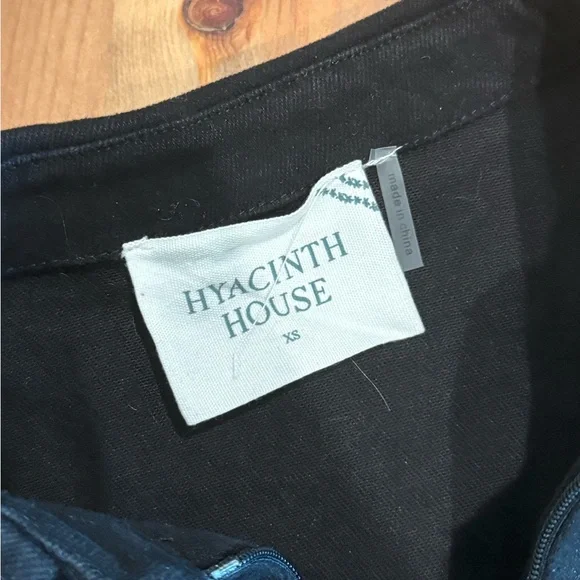 HYACINTH
HOUSE
XS
made in china